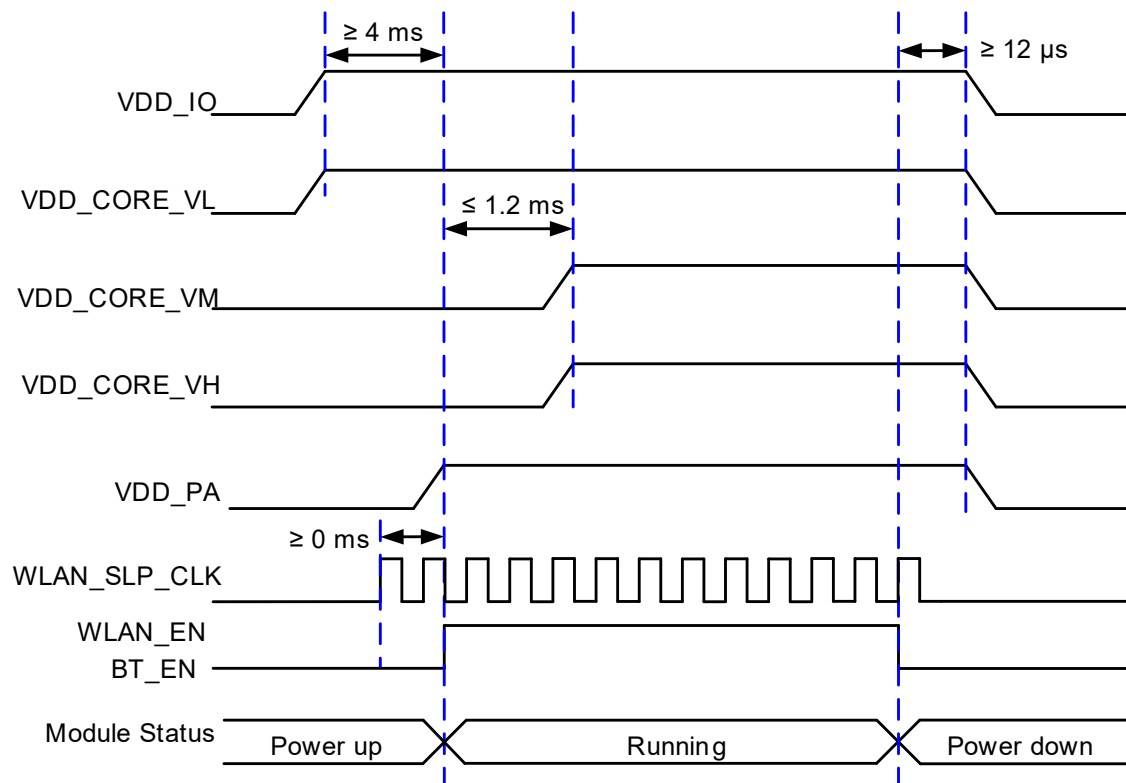 ≥ 4 ms
≥ 12 µs
VDD_IO
VDD_CORE_VL
≤ 1.2 ms
VDD_CORE_VM
VDD_CORE_VH
VDD_PA
≥ 0 ms
WLAN_SLP_CLK
WLAN_EN
BT_EN
Module Status
Power up
Running
Power down